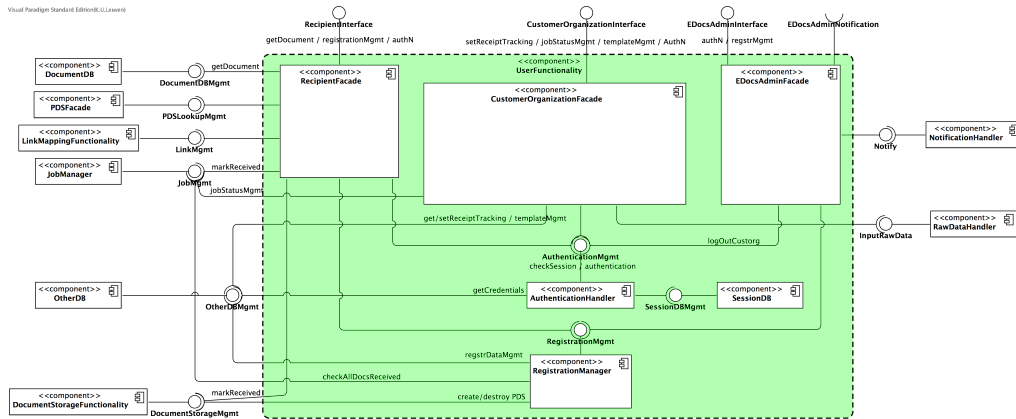 Visual Paradigm Standard Edition(K.U.Leuven)
RecipientInterface
CustomerOrganizationInterface
EDocsAdminInterface
EDocsAdminNotification
getDocument / registrationMgmt / authN
setReceiptTracking / jobStatusMgmt / templateMgmt / AuthN
authN / regstrMgmt
<<component>>
UserFunctionality
<<component>>
DocumentDB
getDocument
DocumentDBMgmt
<<component>>
RecipientFacade
<<component>>
CustomerOrganizationFacade
<<component>>
EDocsAdminFacade
<<component>>
PDSFacade
PDSLookupMgmt
<<component>>
LinkMappingFunctionality
LinkMgmt
<<component>>
NotificationHandler
Notify
<<component>>
JobManager
markReceived
JobMgmt
jobStatusMgmt
get/setReceiptTracking / templateMgmt
<<component>>
RawDataHandler
InputRawData
logOutCustorg
AuthenticationMgmt
checkSession / authentication
<<component>>
OtherDB
OtherDBMgmt
getCredentials
<<component>>
AuthenticationHandler
SessionDBMgmt
<<component>>
SessionDB
RegistrationMgmt
regstrDataMgmt
<<component>>
RegistrationManager
checkAllDocsReceived
<<component>>
DocumentStorageFunctionality
markReceived
create/destroy PDS
DocumentStorageMgmt